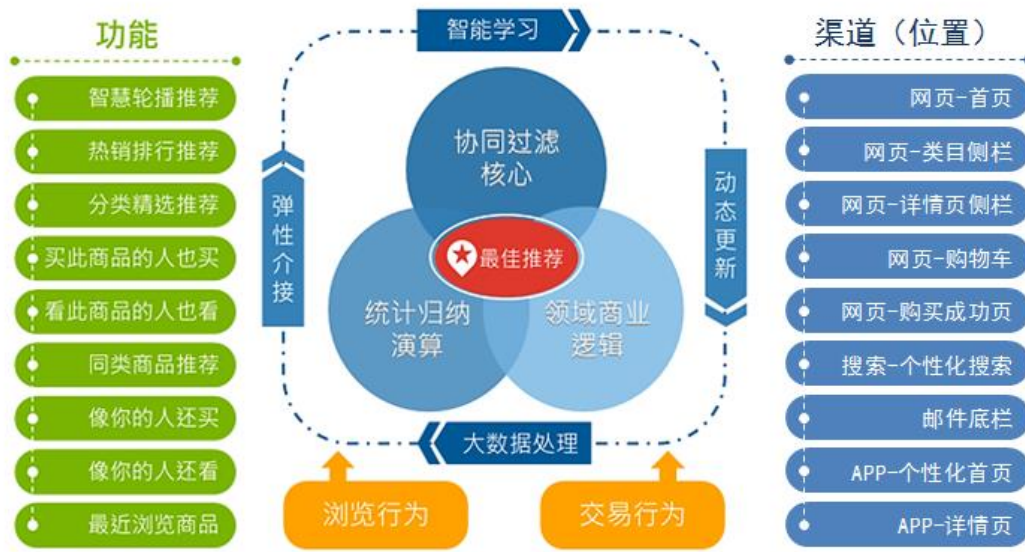 功能
智慧轮播推荐
热销排行推荐
分类精选推荐
买此商品的人也买
看此商品的人也看
同类商品推荐
像你的人还买
像你的人还看
最近浏览商品
智能学习
弹性介接
动态更新
协同过滤
核心
最佳推荐
统计归纳
演算
领域商业
逻辑
大数据处理
浏览行为
交易行为
渠道（位置）
网页-首页
网页-类目侧栏
网页-详情页侧栏
网页-购物车
网页-购买成功页
搜索-个性化搜索
邮件底栏
APP-个性化首页
APP-详情页